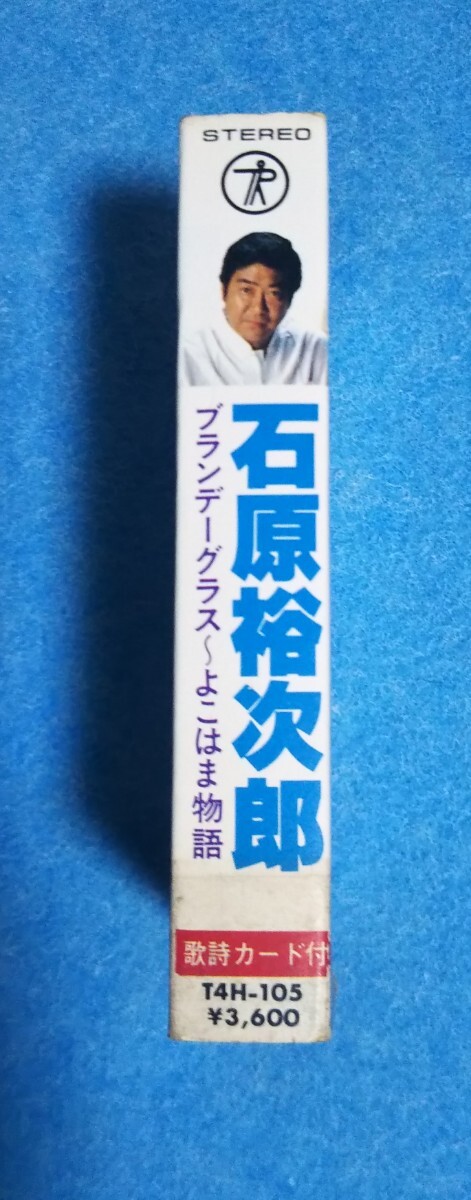 STEREO
石原裕次郎
ブランデーグラス~よこはま物語
歌詩カード付
T4H-105
¥3,600